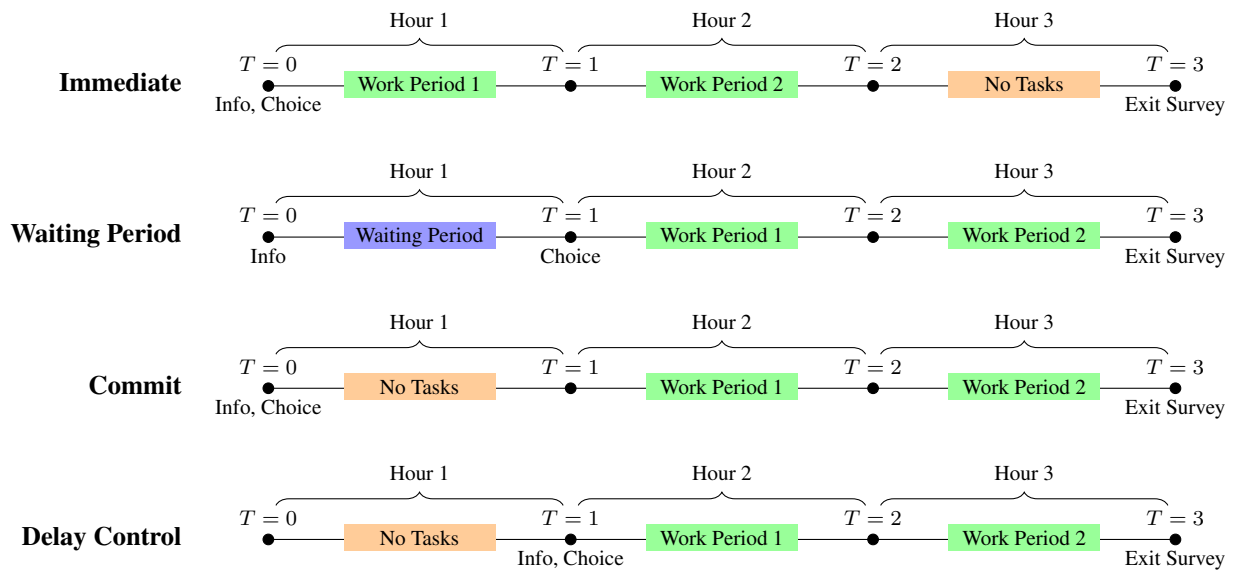 Hour 1 Hour 2 Hour 3
T = 0 T = 1 T = 2 T = 3
Immediate Work Period 1 Work Period 2 No Tasks
Info, Choice Exit Survey
Hour 1 Hour 2 Hour 3
T = 0 T = 1 T = 2 T = 3
Waiting Period Waiting Period Work Period 1 Work Period 2
Info Choice Exit Survey
Hour 1 Hour 2 Hour 3
T = 0 T = 1 T = 2 T = 3
Commit No Tasks Work Period 1 Work Period 2
Info, Choice Exit Survey
Hour 1 Hour 2 Hour 3
T = 0 T = 1 T = 2 T = 3
Delay Control No Tasks Work Period 1 Work Period 2
Info, Choice Exit Survey